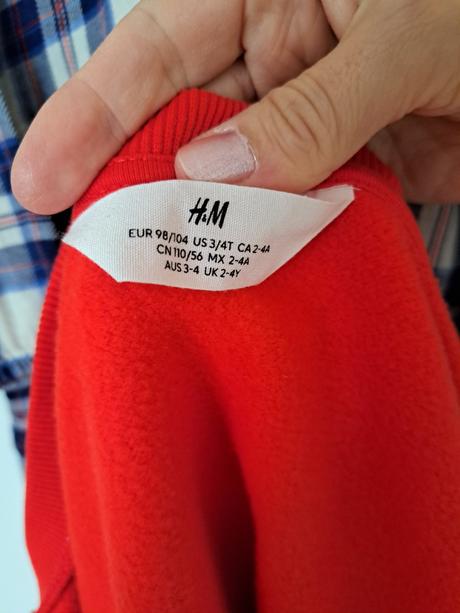 H&M
EUR 98/104 US 3/4T CA 2-4A
CN 110/56 MX 2-4A
AUS 3-4 UK 2-4Y